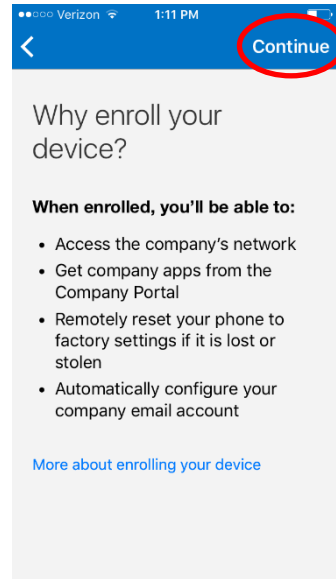 Verizon 1:11 PM
Continue
Why enroll your
device?
When enrolled, you'll be able to:
• Access the company's network
• Get company apps from the
Company Portal
• Remotely reset your phone to
factory settings if it is lost or
stolen
• Automatically configure your
company email account
More about enrolling your device